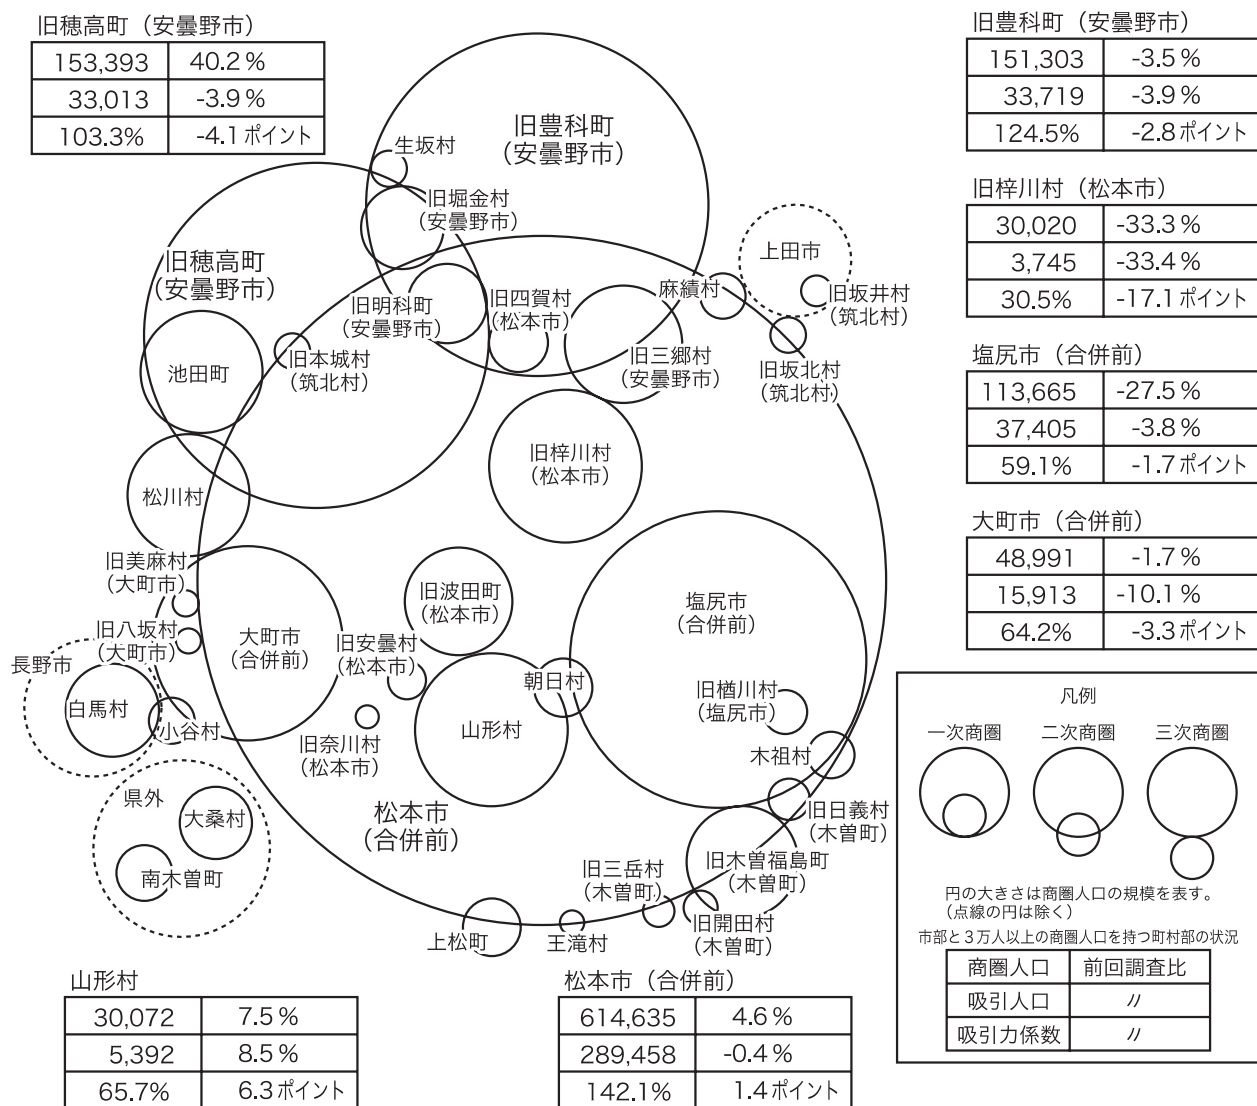 旧穂高町（安曇野市）
153,393 40.2％
33,013 -3.9％
103.3% -4.1ポイント
旧豊科町（安曇野市）
151,303 -3.5％
33,719 -3.9％
124.5% -2.8ポイント
旧梓川村（松本市）
30,020 -33.3％
3,745 -33.4％
30.5% -17.1ポイント
塩尻市（合併前）
113,665 -27.5％
37,405 -3.8％
59.1% -1.7ポイント
大町市（合併前）
48,991 -1.7％
15,913 -10.1％
64.2% -3.3ポイント
旧豊科町
（安曇野市）
生坂村
旧堀金村
（安曇野市）
旧穂高町
（安曇野市）
上田市
麻績村
旧坂井村
（筑北村）
旧明科町
（安曇野市）
旧四賀村
（松本市）
旧三郷村
（安曇野市）
旧坂北村
（筑北村）
旧本城村
（筑北村）
池田町
旧梓川村
（松本市）
松川村
旧美麻村
（大町市）
旧八坂村
（大町市）
大町市
（合併前）
旧波田町
（松本市）
塩尻市
（合併前）
旧安曇村
（松本市）
長野市
白馬村
小谷村
朝日村
旧楢川村
（塩尻市）
旧奈川村
（松本市）
山形村
木祖村
県外
大桑村
南木曽町
松本市
（合併前）
旧日義村
（木曽町）
旧木曽福島町
（木曽町）
旧三岳村
（木曽町）
旧開田村
（木曽町）
上松町
王滝村
凡例
一次商圏 二次商圏 三次商圏
円の大きさは商圏人口の規模を表す。
（点線の円は除く）
市部と３万人以上の商圏人口を持つ町村部の状況
商圏人口 前回調査比
吸引人口 〃
吸引力係数 〃
山形村
30,072 7.5％
5,392 8.5％
65.7% 6.3ポイント
松本市（合併前）
614,635 4.6％
289,458 -0.4％
142.1% 1.4ポイント